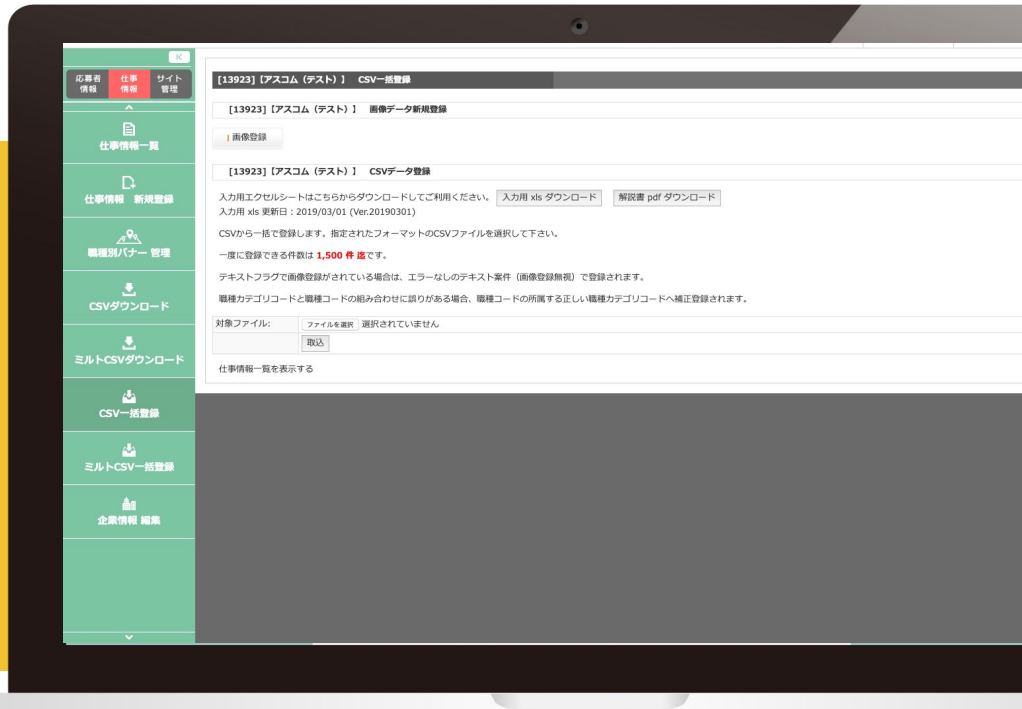 応募者
情報
仕事
情報
サイト
管理
仕事情報一覧
仕事情報 新規登録
職種別バナー 管理
CSVダウンロード
ミルトCSVダウンロード
CSV一括登録
ミルトCSV一括登録
企業情報 編集
[13923]【アスコム（テスト）】 CSV一括登録
[13923]【アスコム（テスト）】 画像データ新規登録
画像登録
[13923]【アスコム（テスト）】 CSVデータ登録
入力用エクセルシートはこちらからダウンロードしてご利用ください。 入力用 xls ダウンロード 解説書 pdf ダウンロード
入力用 xls 更新日：2019/03/01 (Ver.20190301)
CSVから一括で登録します。指定されたフォーマットのCSVファイルを選択して下さい。
一度に登録できる件数は 1,500 件 迄です。
テキストフラグで画像登録がされている場合は、エラーなしのテキスト案件（画像登録無視）で登録されます。
職種カテゴリコードと職種コードの組み合わせに誤りがある場合、職種コードの所属する正しい職種カテゴリコードへ補正登録されます。
対象ファイル: ファイルを選択 選択されていません
取込
仕事情報一覧を表示する